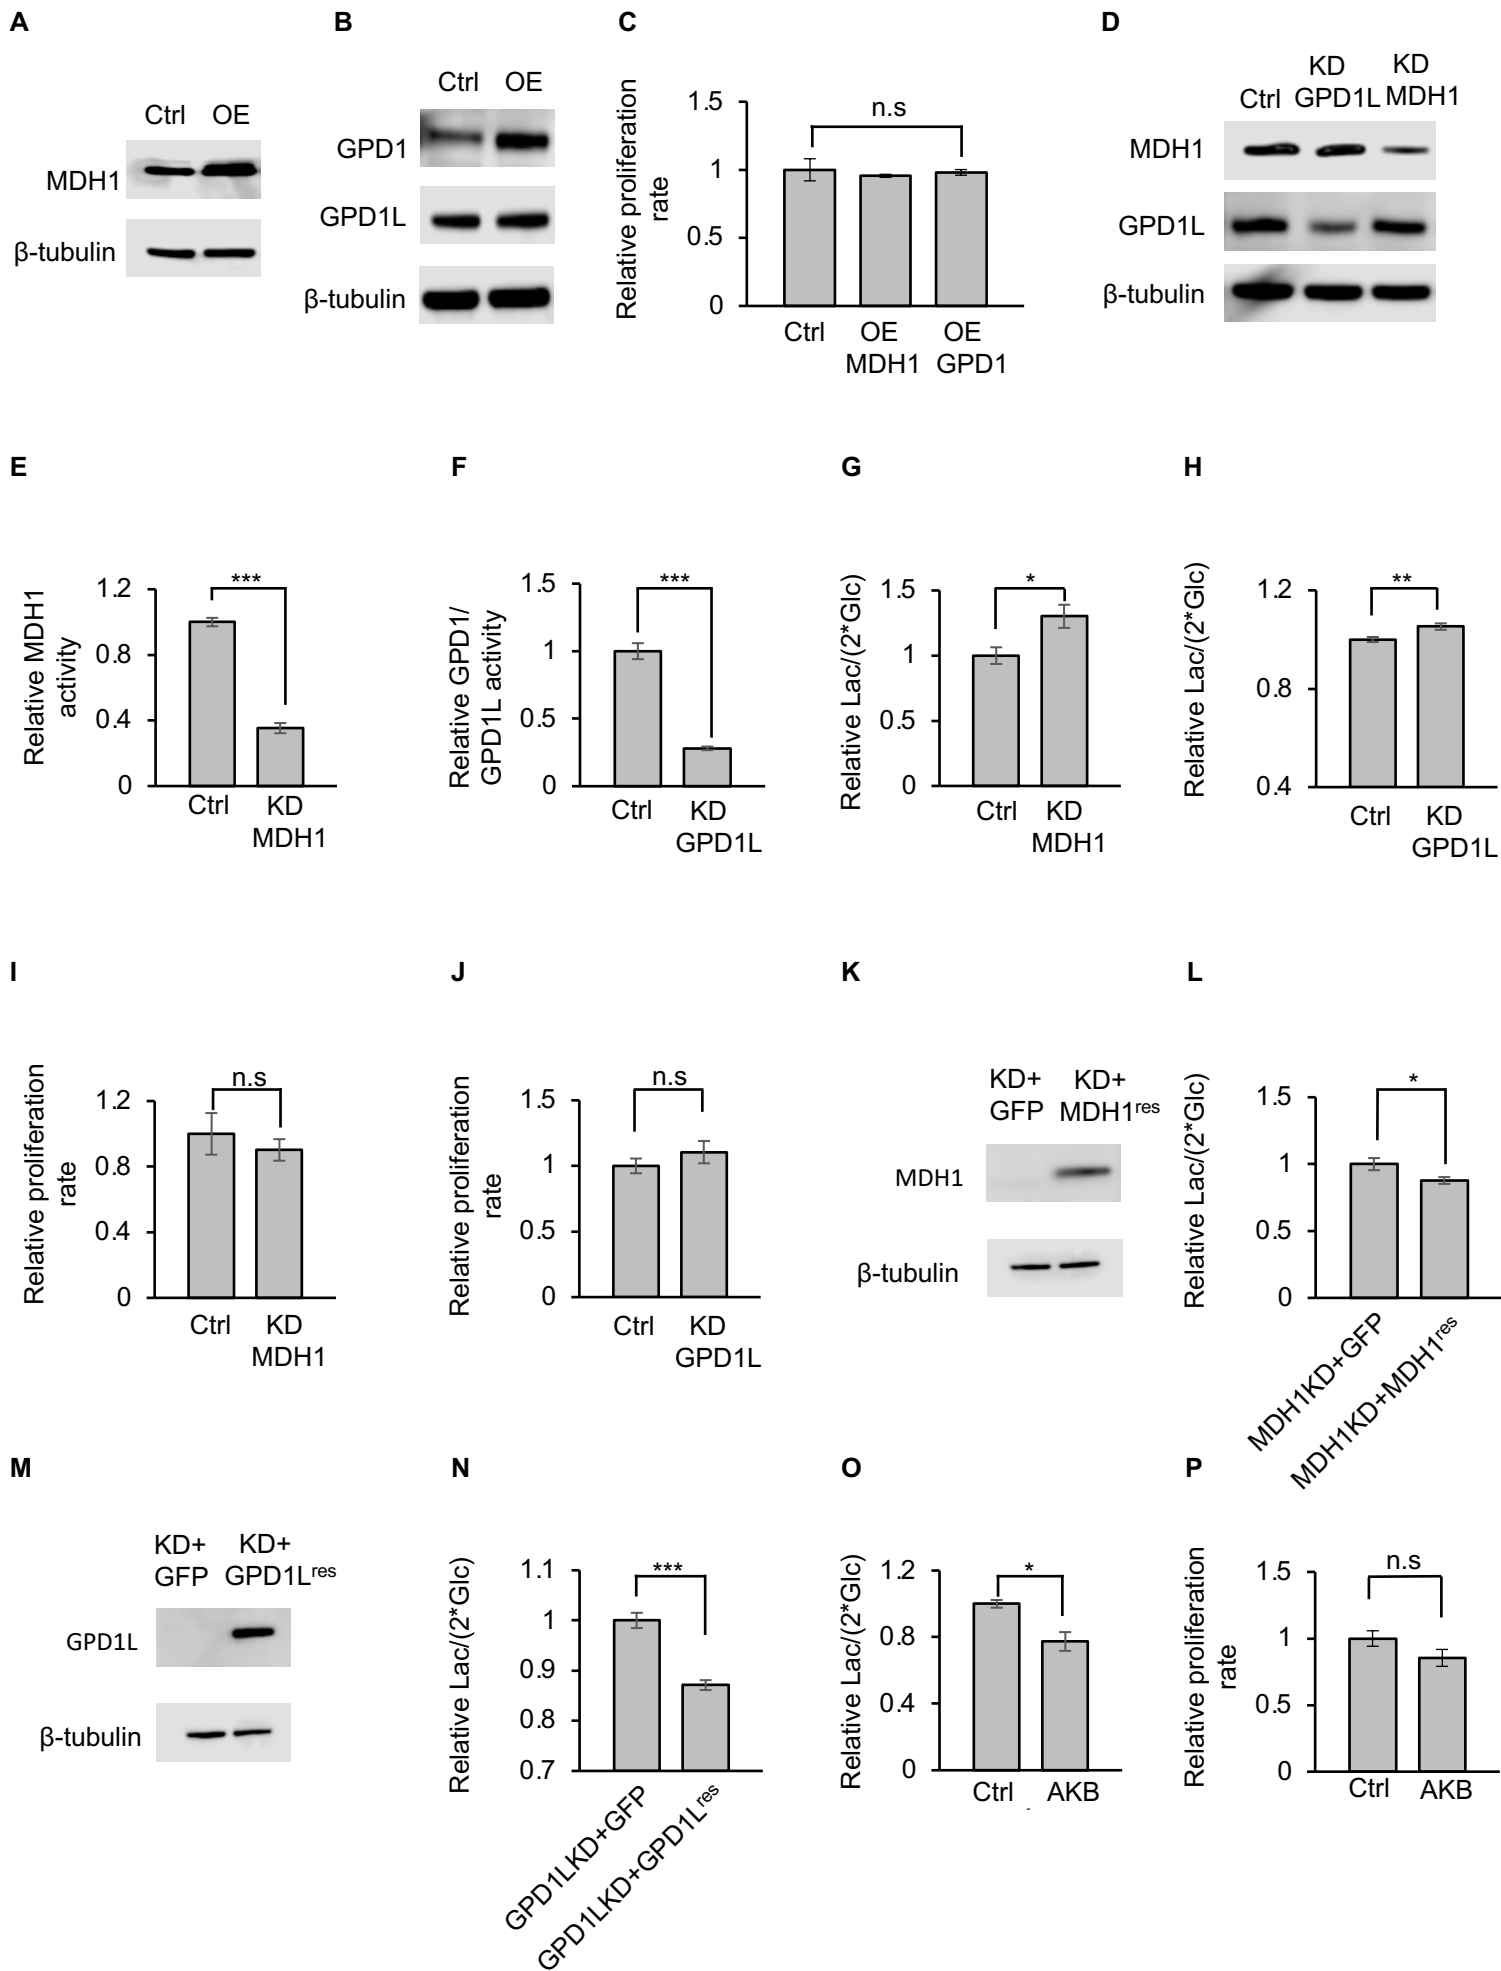 A
Ctrl OE
MDH1
β-tubulin
B
Ctrl OE
GPD1
GPD1L
β-tubulin
C
Relative proliferation
rate
1.5
1
0.5
0
n.s
Ctrl OE OE
MDH1 GPD1
D
KD KD
Ctrl GPD1L MDH1
MDH1
GPD1L
β-tubulin
E
Relative MDH1
activity
1.2
0.8
0.4
0
***
Ctrl KD
MDH1
F
Relative GPD1/
GPD1L activity
1.5
1
0.5
0
***
Ctrl KD
GPD1L
G
Relative Lac/(2*Glc)
1.5
1
0.5
0
*
Ctrl KD
MDH1
H
Relative Lac/(2*Glc)
1.2
0.8
0.4
**
Ctrl KD
GPD1L
I
Relative proliferation
rate
1.2
0.8
0.4
0
n.s
Ctrl KD
MDH1
J
Relative proliferation
rate
1.5
1
0.5
0
n.s
Ctrl KD
GPD1L
K
KD+ KD+
GFP MDH1res
MDH1
β-tubulin
L
Relative Lac/(2*Glc)
1.5
1
0.5
0
*
MDH1KD+GFP
MDH1KD+MDH1res
M
KD+ KD+
GFP GPD1Lres
GPD1L
β-tubulin
N
Relative Lac/(2*Glc)
1.1
1
0.9
0.8
0.7
***
GPD1LKD+GFP
GPD1LKD+GPD1Lres
O
Relative Lac/(2*Glc)
1.2
0.8
0.4
0
*
Ctrl AKB
P
Relative proliferation
rate
1.5
1
0.5
0
n.s
Ctrl AKB